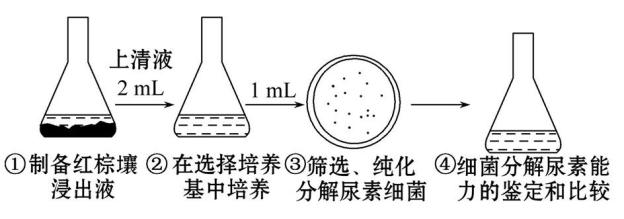 上清液
2 mL
1 mL
①制备红棕壤
浸出液
②在选择培养
基中培养
③筛选、纯化
分解尿素细菌
④细菌分解尿素能
力的鉴定和比较